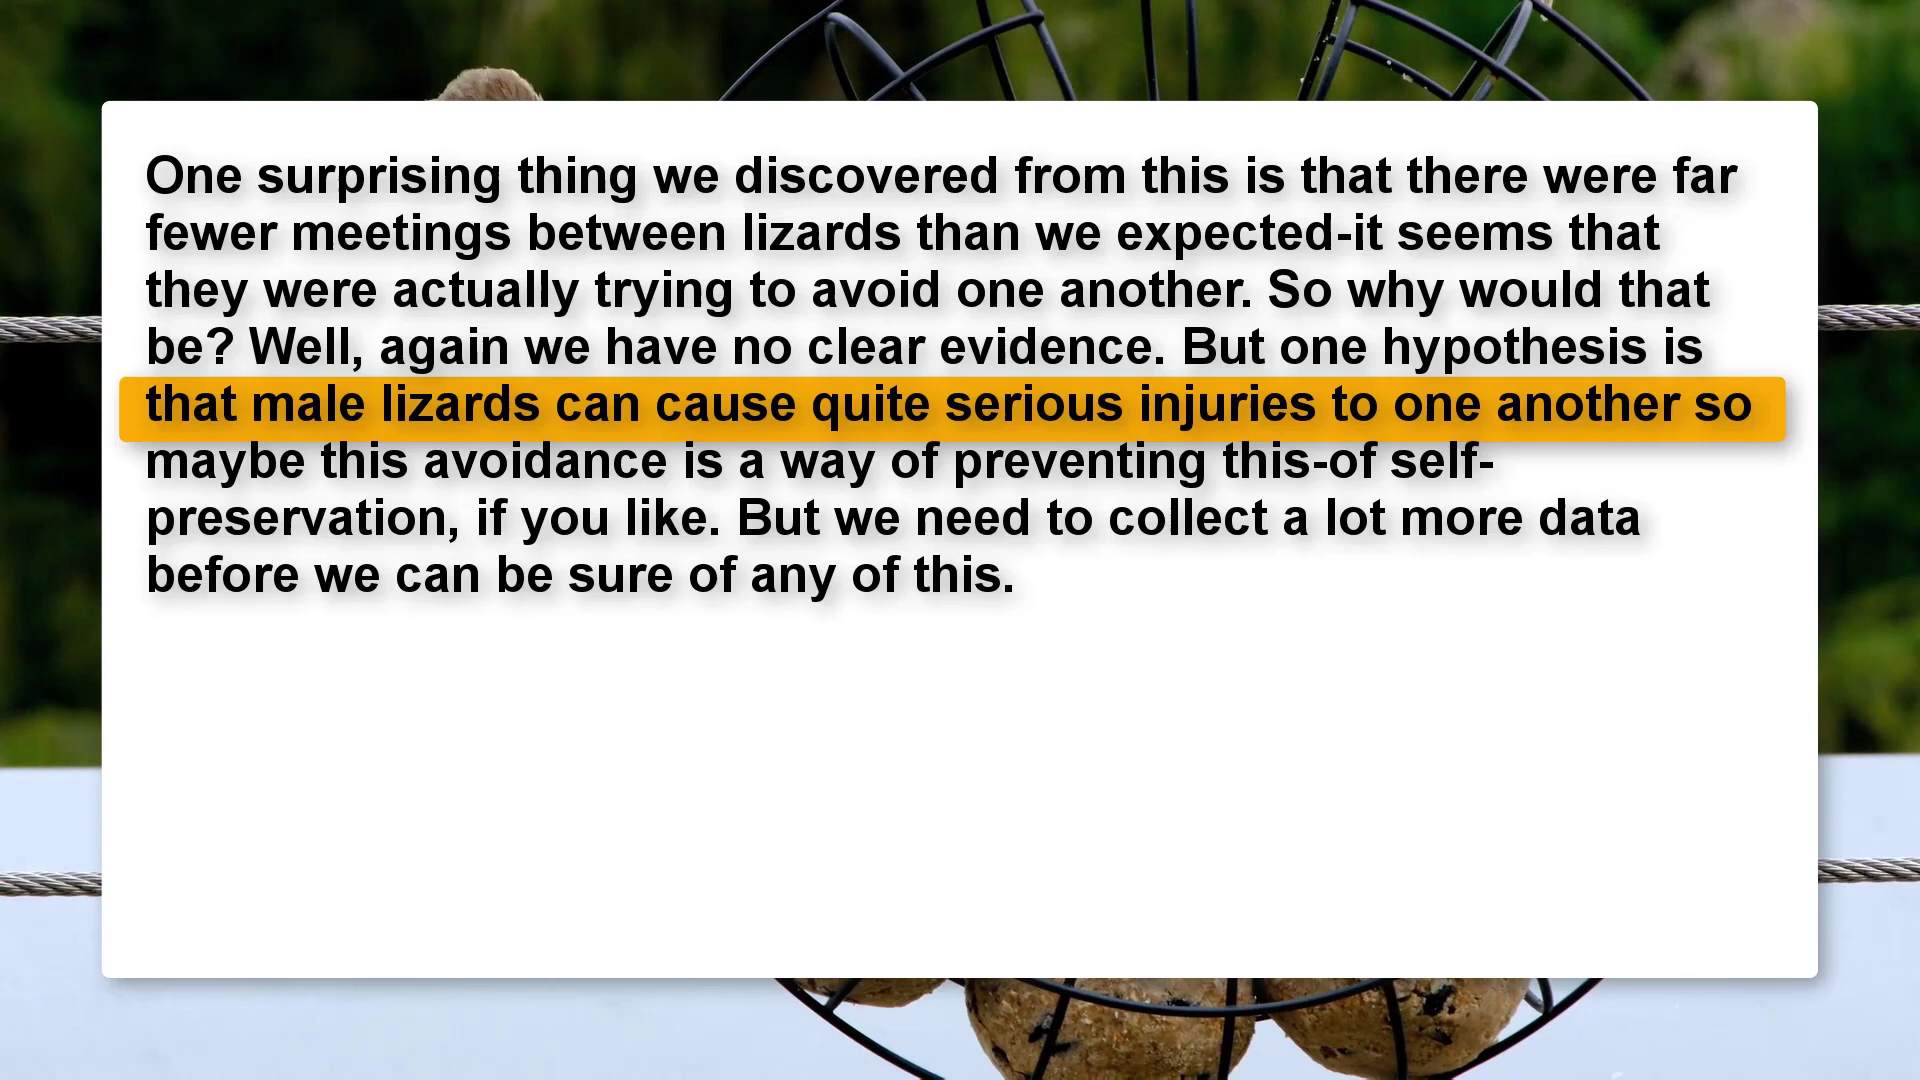 One surprising thing we discovered from this is that there were far
fewer meetings between lizards than we expected-it seems that
they were actually trying to avoid one another. So why would that
be? Well, again we have no clear evidence. But one hypothesis is
that male lizards can cause quite serious injuries to one another so
maybe this avoidance is a way of preventing this-of self-
preservation, if you like. But we need to collect a lot more data
before we can be sure of any of this.